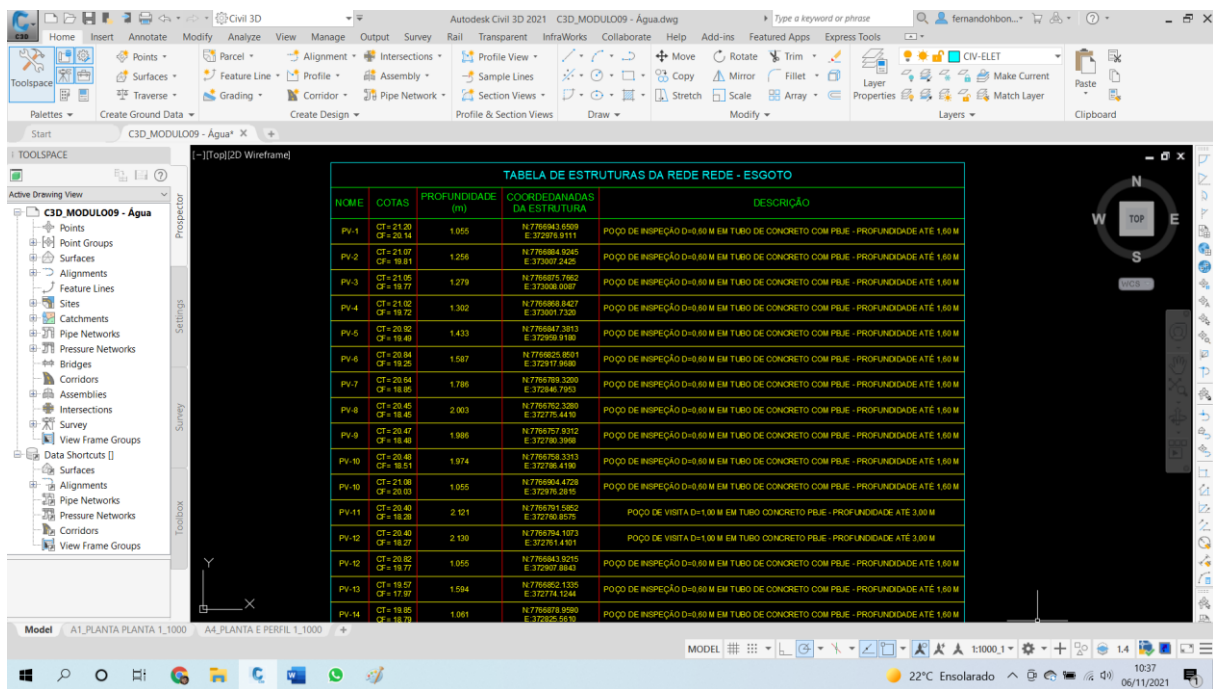 Autodesk Civil 3D 2021 C3D_MODULO09 - Água.dwg
Civil 3D
Type a keyword or phrase
fernandohbon...
C3D
Home Insert Annotate Modify Analyze View Manage Output Survey Rail Transparent InfraWorks Collaborate Help Add-ins Featured Apps Express Tools
Points Parcel Alignment Intersections Profile View Move Rotate Trim CIV-ELET
Surfaces Feature Line Profile Assembly Sample Lines Copy Mirror Fillet Make Current
Toolspace Traverse Grading Corridor Pipe Network Section Views Stretch Scale Array Layer Properties Match Layer Paste
Palettes Create Ground Data Create Design Profile & Section Views Draw Modify Layers Clipboard
Start C3D_MODULO09 - Água* +
TOOLSPACE
Active Drawing View
C3D_MODULO09 - Água
Points
Point Groups
Surfaces
Alignments
Feature Lines
Sites
Catchments
Pipe Networks
Pressure Networks
Bridges
Corridors
Assemblies
Intersections
Survey
View Frame Groups
Data Shortcuts []
Surfaces
Alignments
Pipe Networks
Pressure Networks
Corridors
View Frame Groups
Prospector
Settings
Survey
Toolbox
[-][Top][2D Wireframe]
N
W TOP E
S
WCS
TABELA DE ESTRUTURAS DA REDE REDE - ESGOTO
NOME COTAS PROFUNDIDADE (m) COORDEDANADAS DA ESTRUTURA DESCRIÇÃO
PV-1 CT= 21.20 CF= 20.14 1.055 N:7766943.6509 E:372976.9111 POÇO DE INSPEÇÃO D=0,60 M EM TUBO DE CONCRETO COM PBJE - PROFUNDIDADE ATÉ 1,60 M
PV-2 CT= 21.07 CF= 19.81 1.256 N:7766884.9245 E:373007.2425 POÇO DE INSPEÇÃO D=0,60 M EM TUBO DE CONCRETO COM PBJE - PROFUNDIDADE ATÉ 1,60 M
PV-3 CT= 21.05 CF= 19.77 1.279 N:7766875.7662 E:373008.0087 POÇO DE INSPEÇÃO D=0,60 M EM TUBO DE CONCRETO COM PBJE - PROFUNDIDADE ATÉ 1,60 M
PV-4 CT= 21.02 CF= 19.72 1.302 N:7766868.8427 E:373001.7320 POÇO DE INSPEÇÃO D=0,60 M EM TUBO DE CONCRETO COM PBJE - PROFUNDIDADE ATÉ 1,60 M
PV-5 CT= 20.92 CF= 19.49 1.433 N:7766847.3813 E:372959.9180 POÇO DE INSPEÇÃO D=0,60 M EM TUBO DE CONCRETO COM PBJE - PROFUNDIDADE ATÉ 1,60 M
PV-6 CT= 20.84 CF= 19.25 1.587 N:7766825.8501 E:372917.9680 POÇO DE INSPEÇÃO D=0,60 M EM TUBO DE CONCRETO COM PBJE - PROFUNDIDADE ATÉ 1,60 M
PV-7 CT= 20.64 CF= 18.85 1.786 N:7766789.3200 E:372846.7953 POÇO DE INSPEÇÃO D=0,60 M EM TUBO DE CONCRETO COM PBJE - PROFUNDIDADE ATÉ 1,60 M
PV-8 CT= 20.45 CF= 18.45 2.003 N:7766762.3280 E:372775.4410 POÇO DE INSPEÇÃO D=0,60 M EM TUBO DE CONCRETO COM PBJE - PROFUNDIDADE ATÉ 1,60 M
PV-9 CT= 20.47 CF= 18.48 1.986 N:7766757.9312 E:372780.3968 POÇO DE INSPEÇÃO D=0,60 M EM TUBO DE CONCRETO COM PBJE - PROFUNDIDADE ATÉ 1,60 M
PV-10 CT= 20.48 CF= 18.51 1.974 N:7766758.3313 E:372786.4190 POÇO DE INSPEÇÃO D=0,60 M EM TUBO DE CONCRETO COM PBJE - PROFUNDIDADE ATÉ 1,60 M
PV-10 CT= 21.08 CF= 20.03 1.055 N:7766904.4728 E:372976.2815 POÇO DE INSPEÇÃO D=0,60 M EM TUBO DE CONCRETO COM PBJE - PROFUNDIDADE ATÉ 1,60 M
PV-11 CT= 20.40 CF= 18.28 2.121 N:7766791.5852 E:372760.8575 POÇO DE VISITA D=1,00 M EM TUBO CONCRETO PBJE - PROFUNDIDADE ATÉ 3,00 M
PV-12 CT= 20.40 CF= 18.27 2.130 N:7766794.1073 E:372761.4101 POÇO DE VISITA D=1,00 M EM TUBO CONCRETO PBJE - PROFUNDIDADE ATÉ 3,00 M
PV-12 CT= 20.82 CF= 19.77 1.055 N:7766843.9215 E:372907.8843 POÇO DE INSPEÇÃO D=0,60 M EM TUBO DE CONCRETO COM PBJE - PROFUNDIDADE ATÉ 1,60 M
PV-13 CT= 19.57 CF= 17.97 1.594 N:7766852.1335 E:372774.1244 POÇO DE INSPEÇÃO D=0,60 M EM TUBO DE CONCRETO COM PBJE - PROFUNDIDADE ATÉ 1,60 M
PV-14 CT= 19.85 CF= 18.79 1.061 N:7766878.9590 E:372825.5610 POÇO DE INSPEÇÃO D=0,60 M EM TUBO DE CONCRETO COM PBJE - PROFUNDIDADE ATÉ 1,60 M
Y
X
Model A1_PLANTA PLANTA 1_1000 A4_PLANTA E PERFIL 1_1000 +
MODEL 1:1000_1 1.4
22°C Ensolarado 10:37
06/11/2021